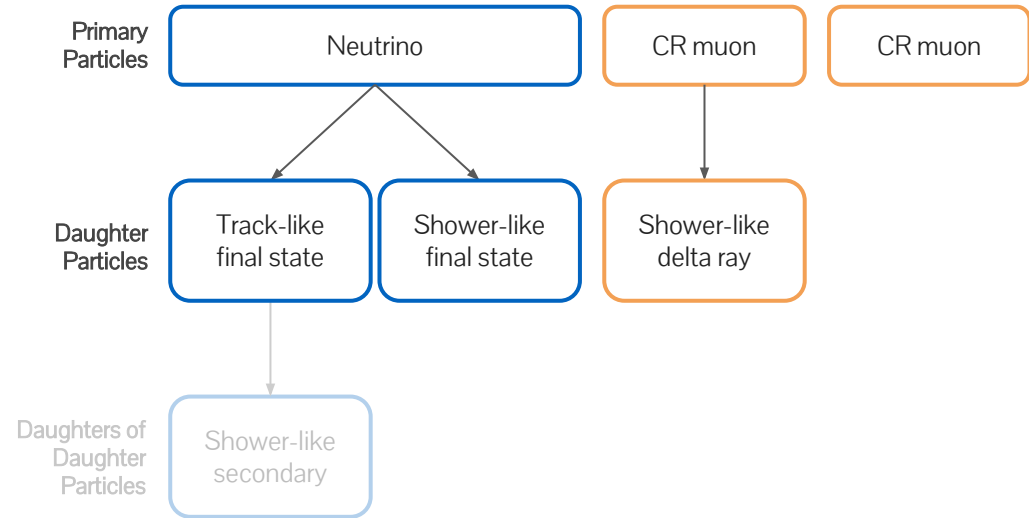 Primary
Particles
Neutrino
CR muon
CR muon
Daughter
Particles
Track-like
final state
Shower-like
final state
Shower-like
delta ray
Daughters of
Daughter
Particles
Shower-like
secondary